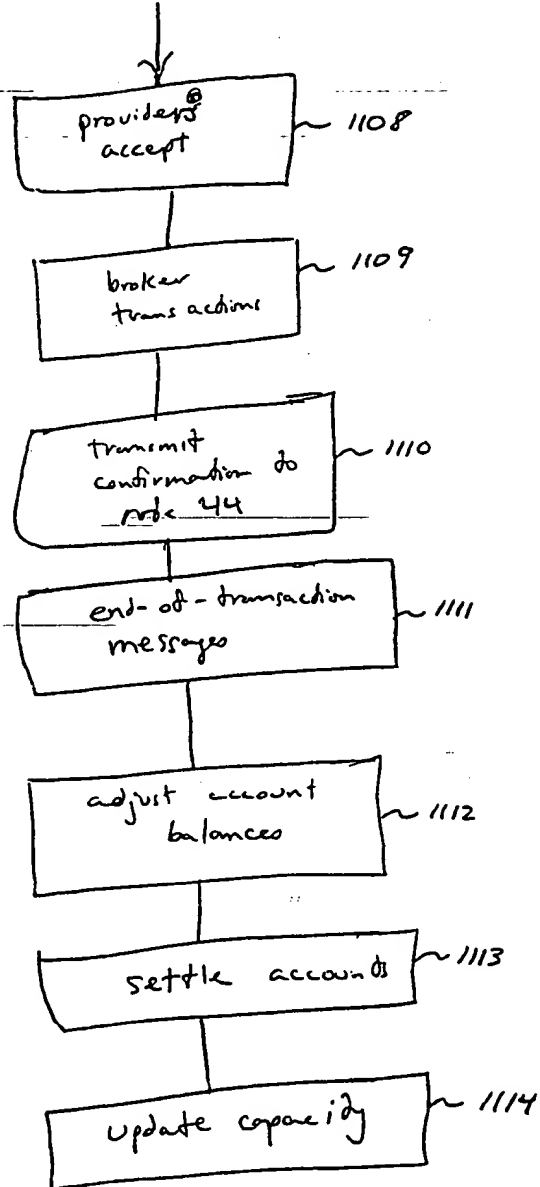 providers
accept
1108
broker
transactions
1109
transmit
confirmation to
node 44
1110
end-of-transaction
messages
1111
adjust account
balances
1112
settle accounts
1113
update capacity
1114